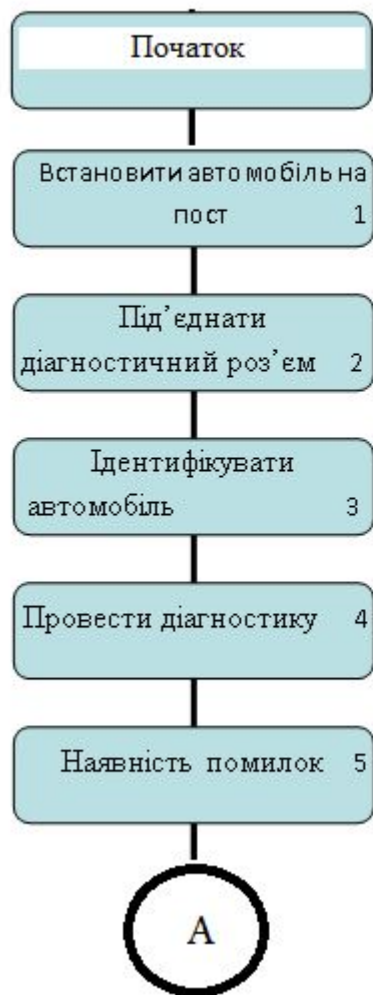 Початок
Встановити автомобіль на
пост 1
Під’єднати
діагностичний роз’єм 2
Ідентифікувати
автомобіль 3
Провести діагностику 4
Наявність помилок 5
А